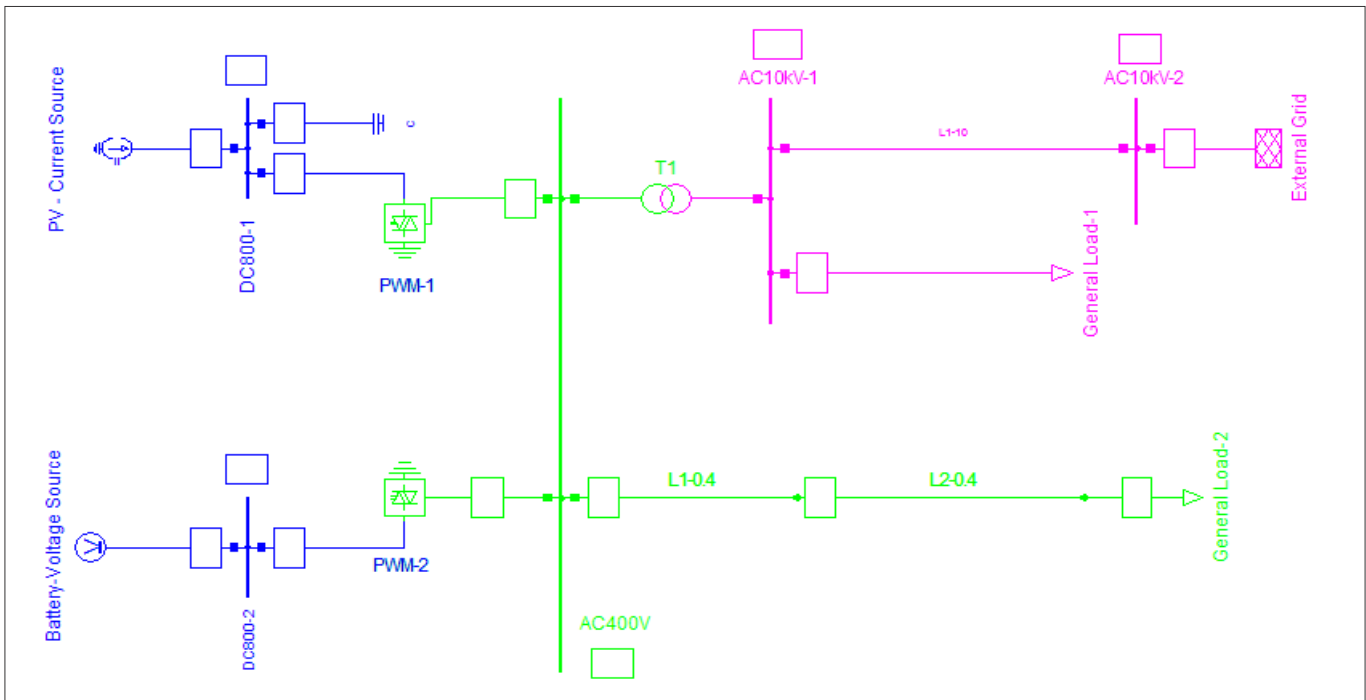 PV - Current Source
DC800-1
C
PWM-1
T1
AC10kV-1
L1-10
AC10kV-2
External Grid
General Load-1
Battery-Voltage Source
DC800-2
PWM-2
AC400V
L1-0.4
L2-0.4
General Load-2